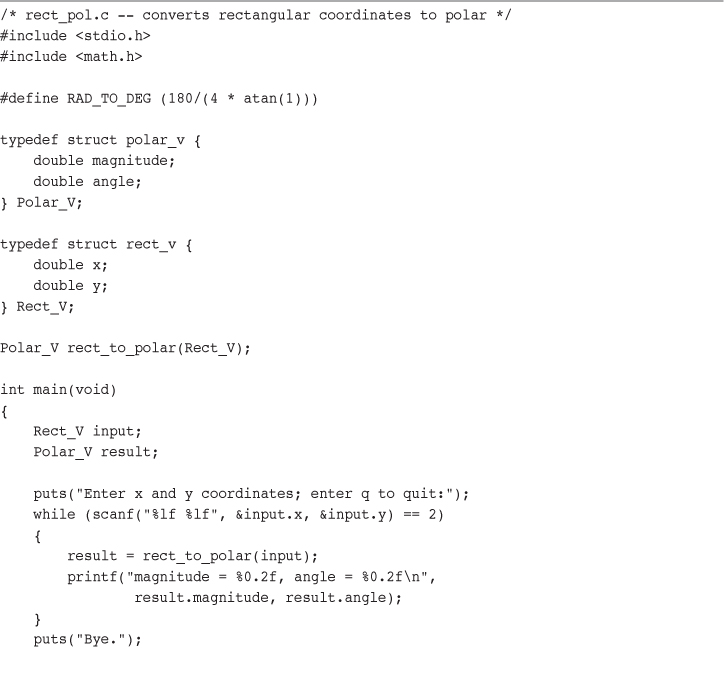 /* rect_pol.c -- converts rectangular coordinates to polar */
#include <stdio.h>
#include <math.h>

#define RAD_TO_DEG (180/(4 * atan(1)))

typedef struct polar_v {
    double magnitude;
    double angle;
} Polar_V;

typedef struct rect_v {
    double x;
    double y;
} Rect_V;

Polar_V rect_to_polar(Rect_V);

int main(void)
{
    Rect_V input;
    Polar_V result;

    puts("Enter x and y coordinates; enter q to quit:");
    while (scanf("%lf %lf", &input.x, &input.y) == 2)
    {
        result = rect_to_polar(input);
        printf("magnitude = %0.2f, angle = %0.2f\n",
                result.magnitude, result.angle);
    }
    puts("Bye.");